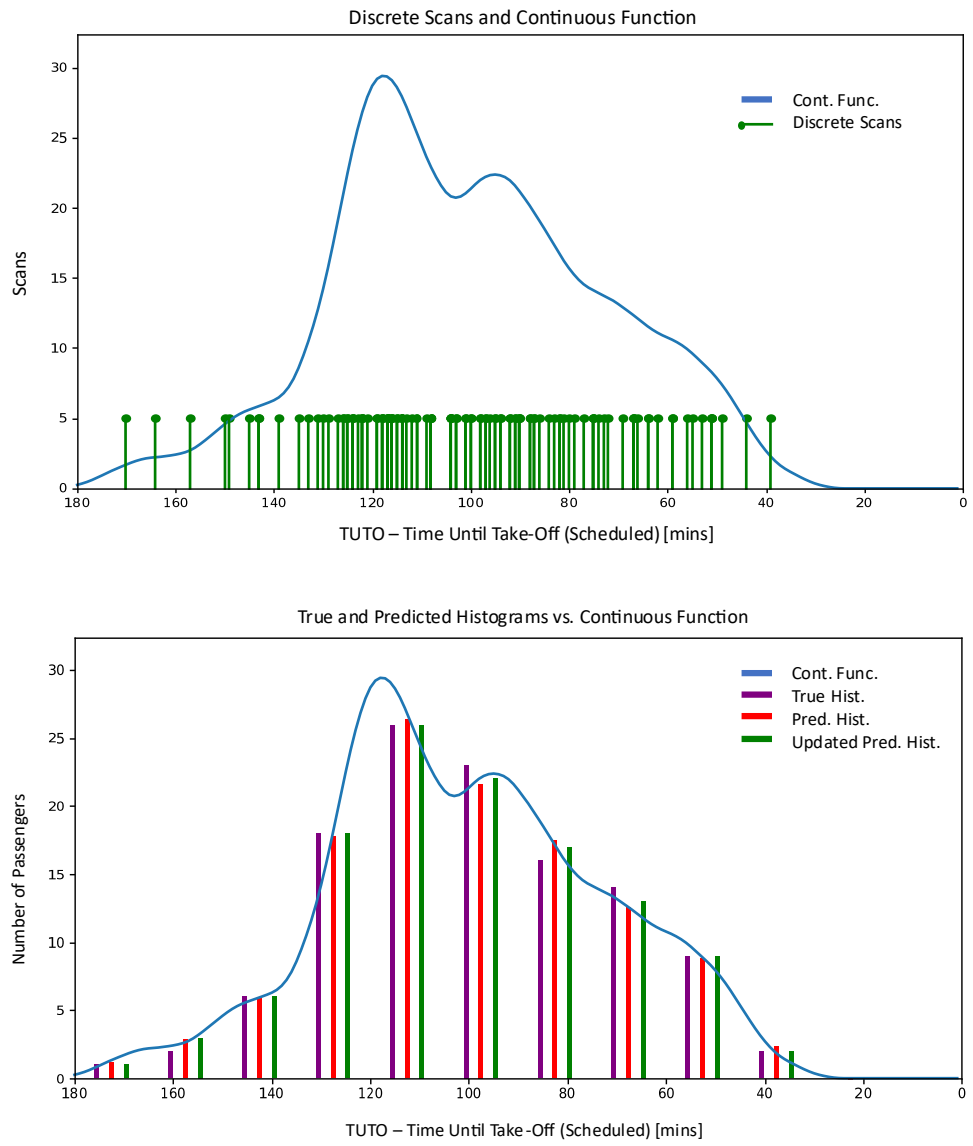 Discrete Scans and Continuous Function
30
25
20
15
10
5
0
Scans
Cont. Func.
Discrete Scans
180 160 140 120 100 80 60 40 20 0
TUTO – Time Until Take-Off (Scheduled) [mins]
True and Predicted Histograms vs. Continuous Function
30
25
20
15
10
5
0
Number of Passengers
Cont. Func.
True Hist.
Pred. Hist.
Updated Pred. Hist.
180 160 140 120 100 80 60 40 20 0
TUTO – Time Until Take-Off (Scheduled) [mins]